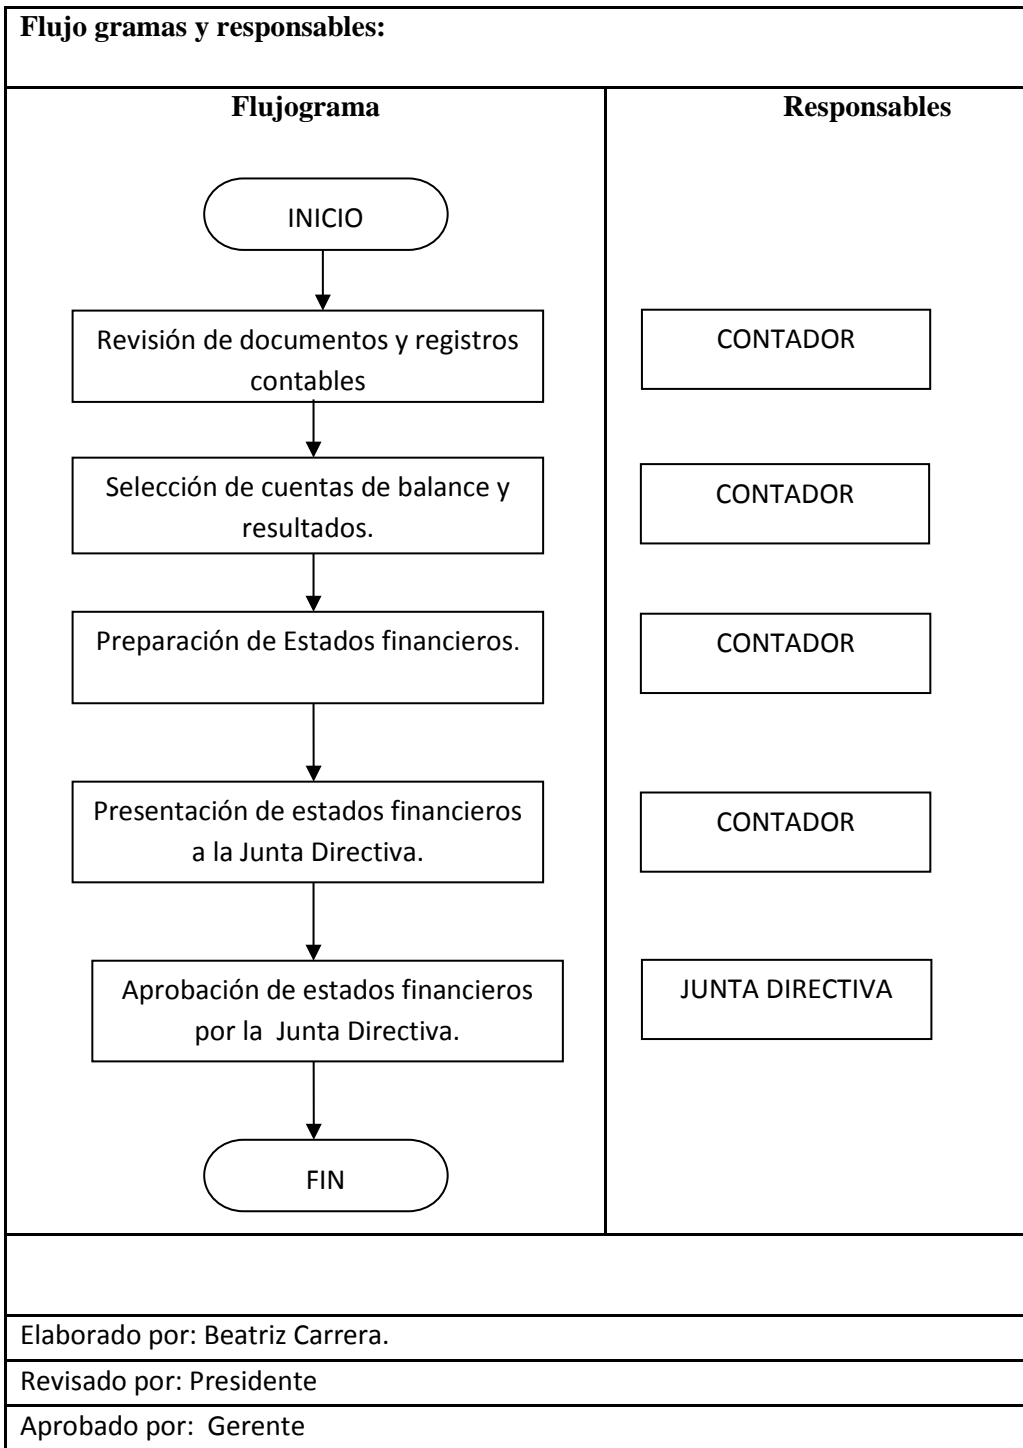 Flujo gramas y responsables:
Flujograma
Responsables
INICIO
Revisión de documentos y registros
contables
CONTADOR
Selección de cuentas de balance y
resultados.
CONTADOR
Preparación de Estados financieros.
CONTADOR
Presentación de estados financieros
a la Junta Directiva.
CONTADOR
Aprobación de estados financieros
por la  Junta Directiva.
JUNTA DIRECTIVA
FIN
Elaborado por: Beatriz Carrera.
Revisado por: Presidente
Aprobado por:  Gerente